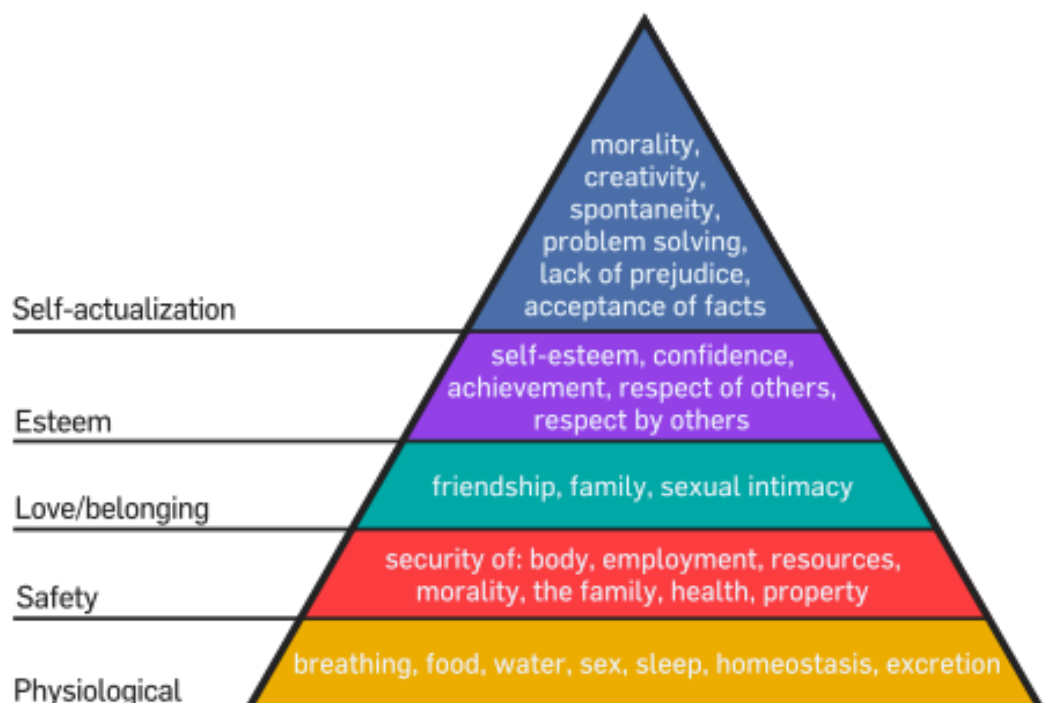 morality,
creativity,
spontaneity,
problem solving,
lack of prejudice,
acceptance of facts
Self-actualization
self-esteem, confidence,
achievement, respect of others,
respect by others
Esteem
friendship, family, sexual intimacy
Love/belonging
security of: body, employment, resources,
morality, the family, health, property
Safety
breathing, food, water, sex, sleep, homeostasis, excretion
Physiological